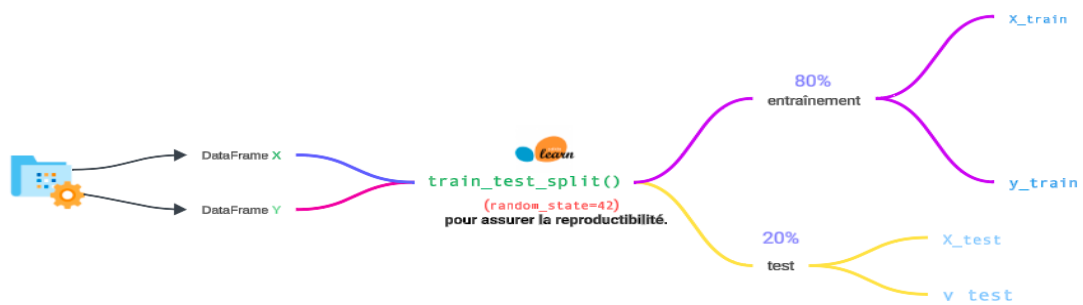 DataFrame X
DataFrame Y
learn
train_test_split()
(random_state=42)
pour assurer la reproductibilité.
80%
entraînement
X_train
y_train
20%
test
X_test
y_test